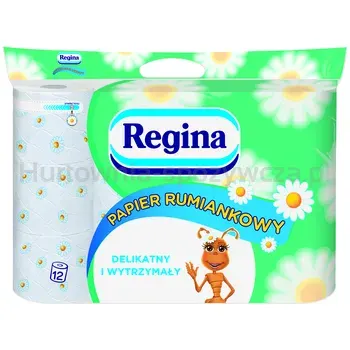 Regina
Regina
PAPIER RUMIANKOWY
DELIKATNY
I WYTRZYMAŁY
12